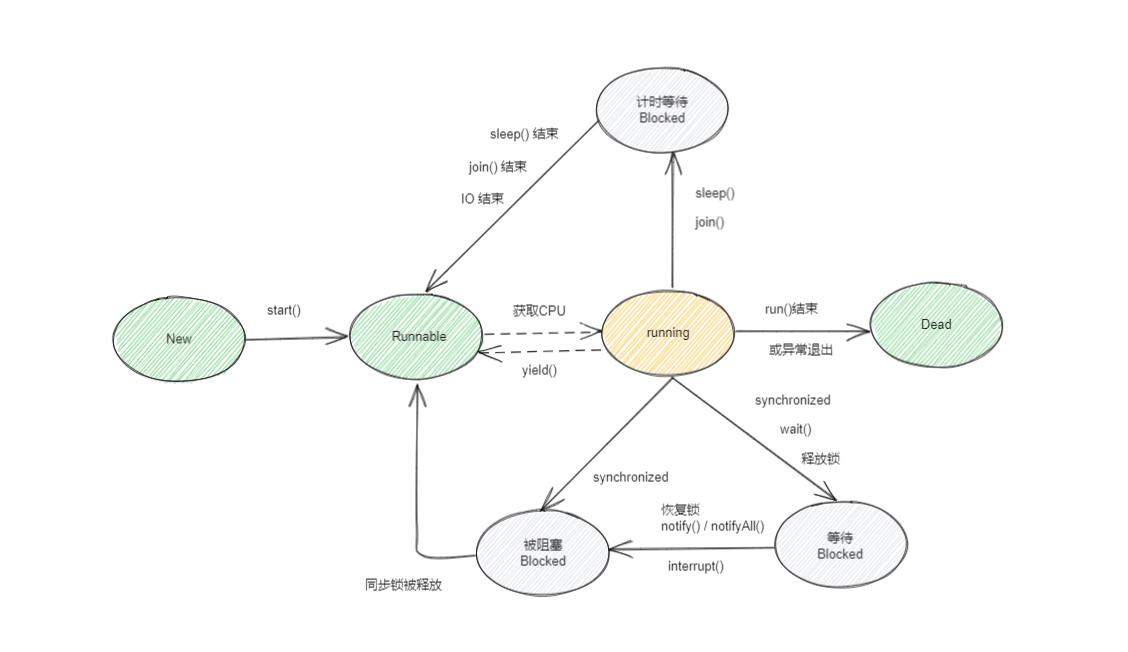 计时等待
Blocked
sleep() 结束
join() 结束
IO 结束
sleep()
join()
New
start()
Runnable
获取CPU
yield()
running
run()结束
或异常退出
Dead
synchronized
wait()
释放锁
synchronized
被阻塞
Blocked
恢复锁
notify() / notifyAll()
interrupt()
等待
Blocked
同步锁被释放